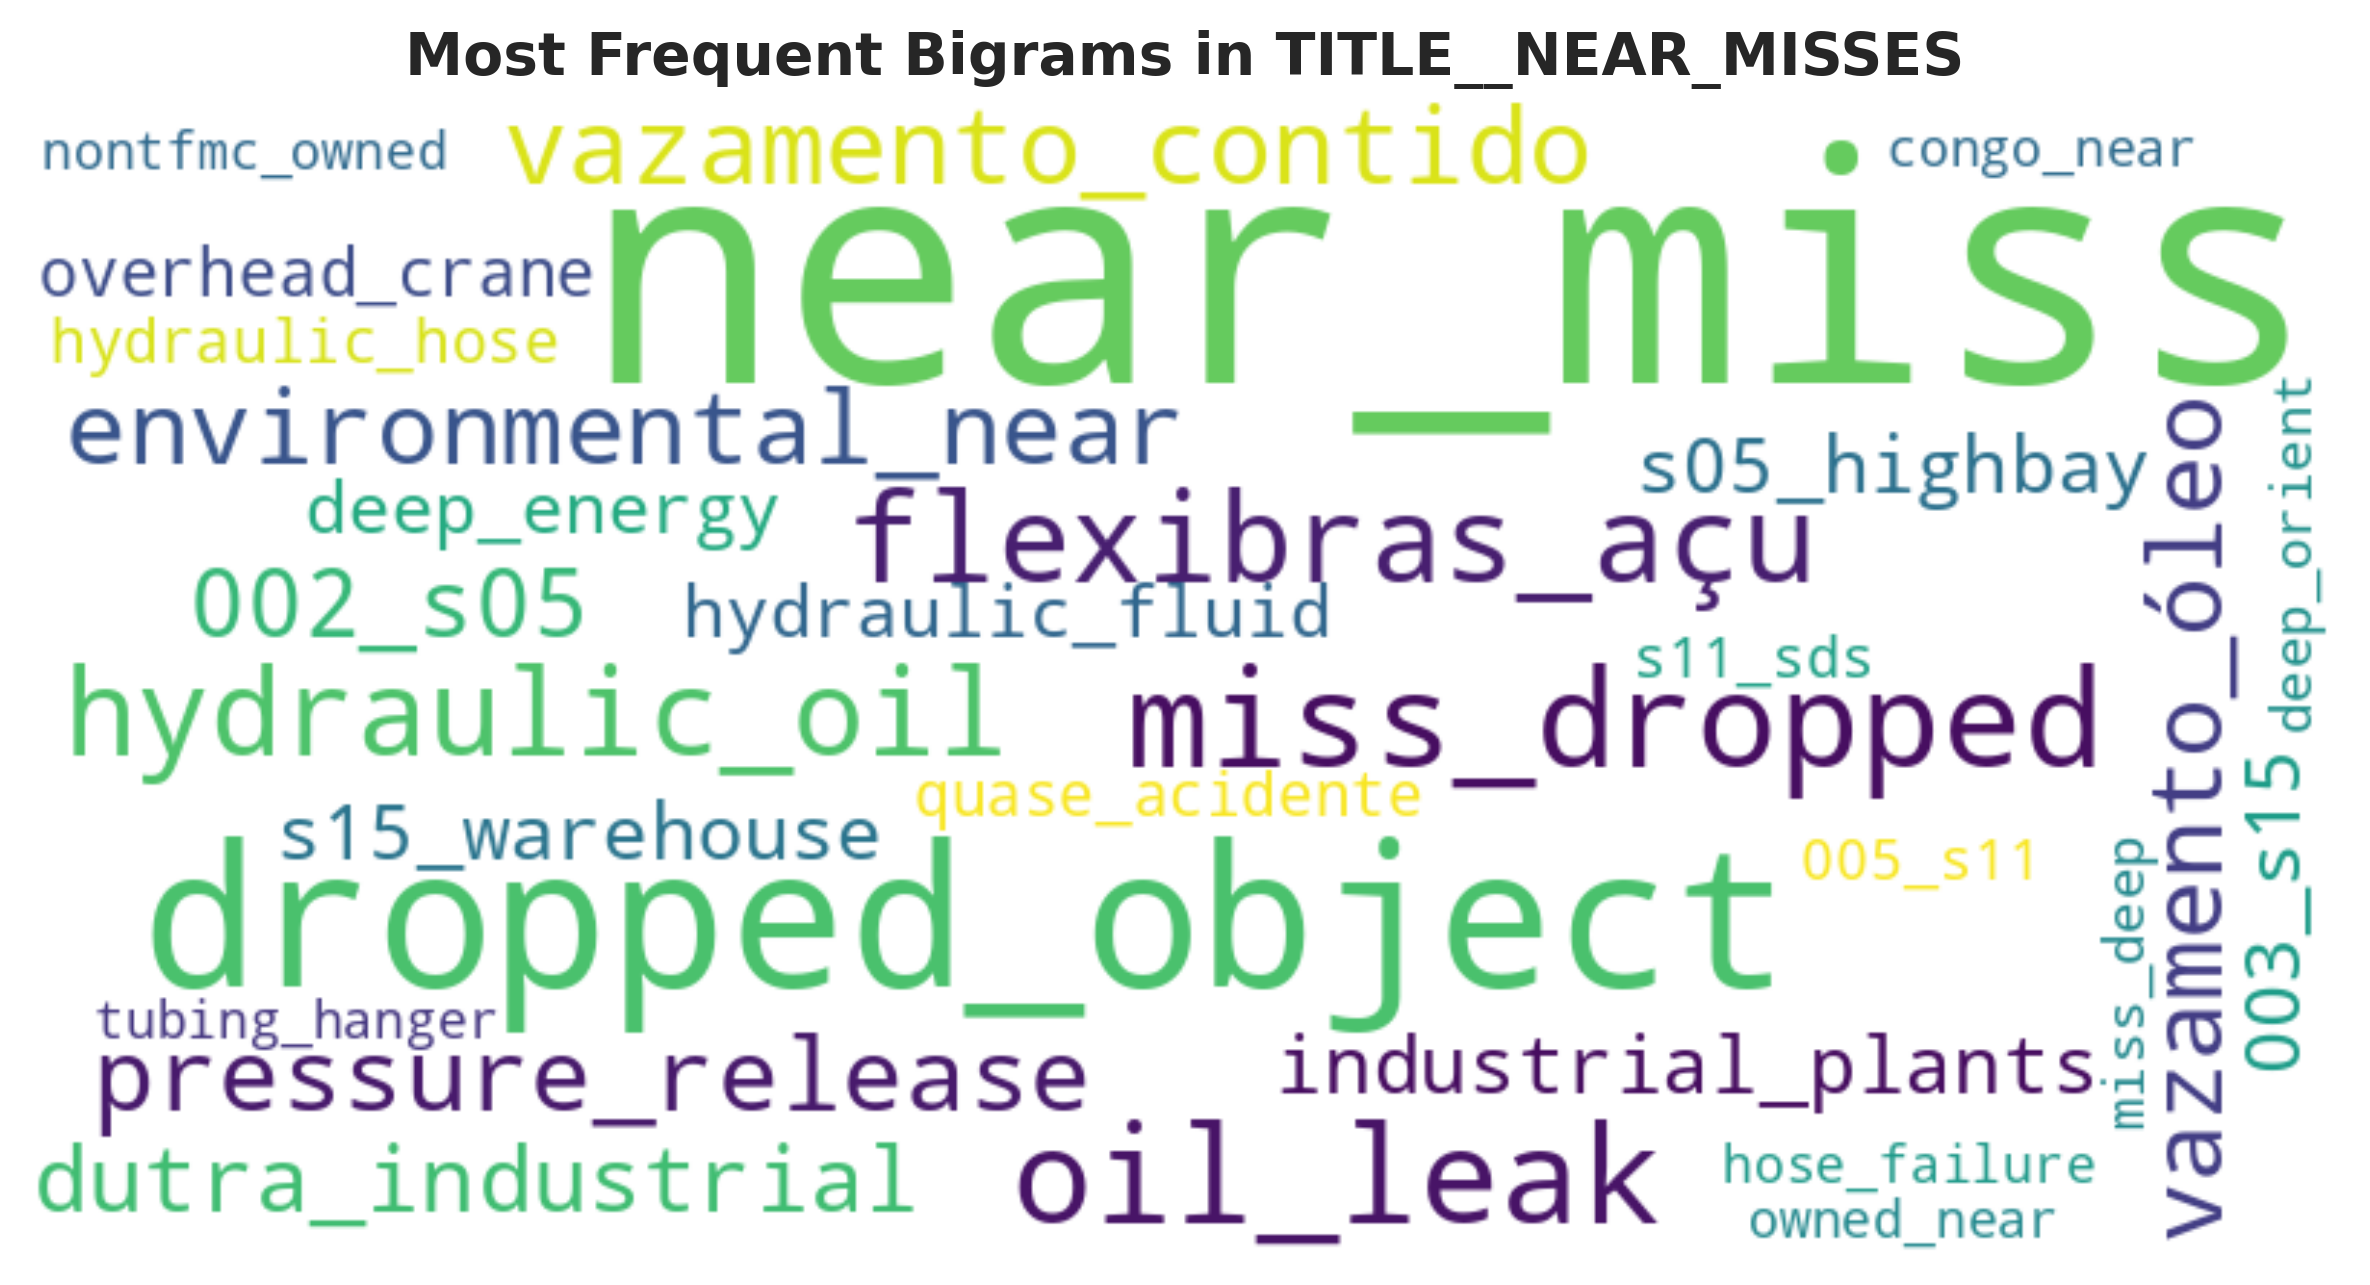 Most Frequent Bigrams in TITLE__NEAR_MISSES
nontfmc_owned
vazamento_contido
congo_near
near_miss
overhead_crane
hydraulic_hose
environmental_near
s05_highbay
deep_energy
flexibras_açu
002_s05
hydraulic_fluid
vazamento_óleo
deep_orient
s11_sds
hydraulic_oil
miss_dropped
quase_acidente
s15_warehouse
005_s11
003_s15
dropped_object
miss_deep
tubing_hanger
pressure_release
industrial_plants
dutra_industrial
oil_leak
hose_failure
owned_near